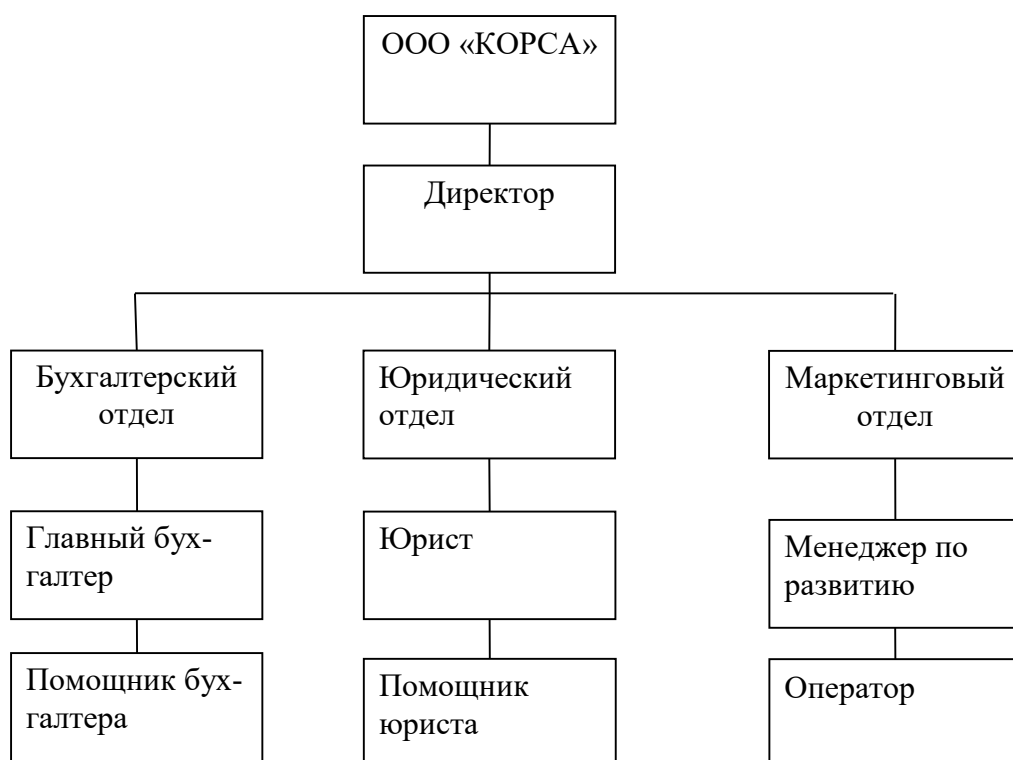 ООО «КОРСА»
Директор
Бухгалтерский
отдел
Юридический
отдел
Маркетинговый
отдел
Главный бух-
галтер
Юрист
Менеджер по
развитию
Помощник бух-
галтера
Помощник
юриста
Оператор